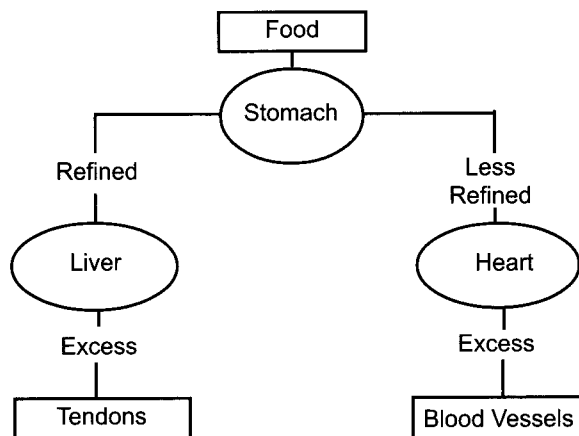 Food
Stomach
Refined
Less
Refined
Liver
Heart
Excess
Excess
Tendons
Blood Vessels